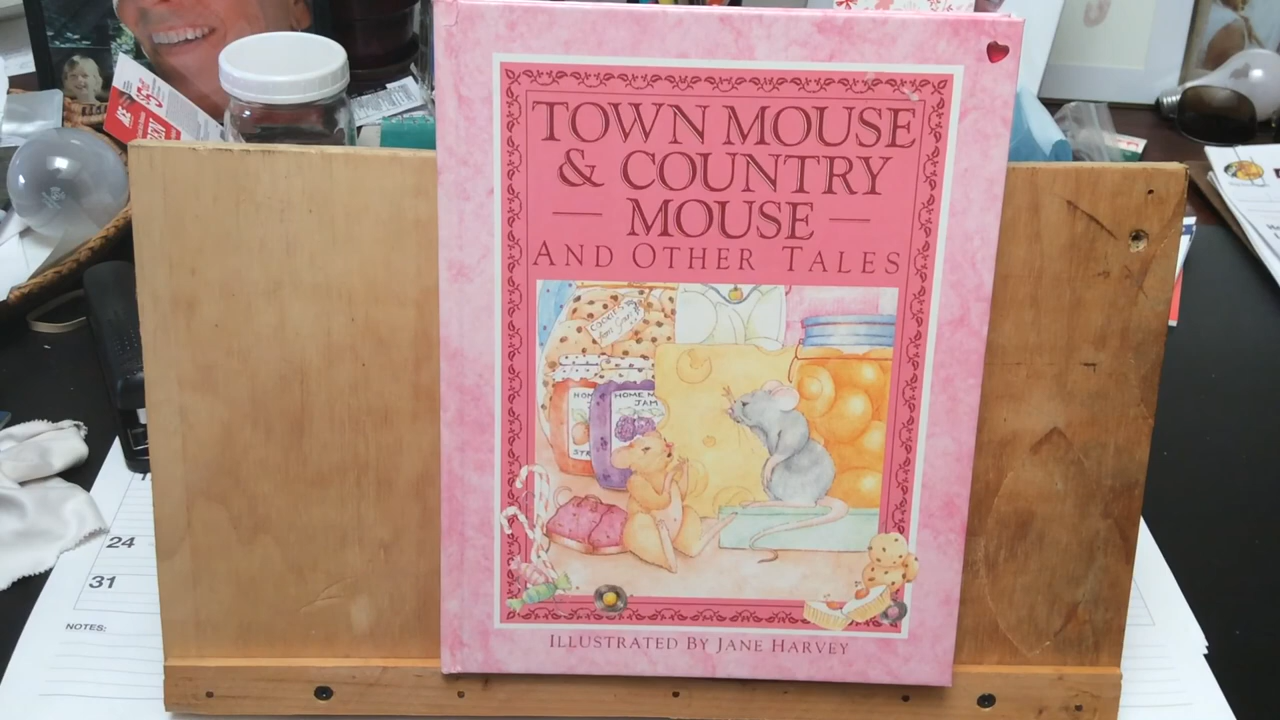 TOWN MOUSE
& COUNTRY
MOUSE
AND OTHER TALES
HOME M
JAM
ILLUSTRATED BY JANE HARVEY
24
31
NOTES: